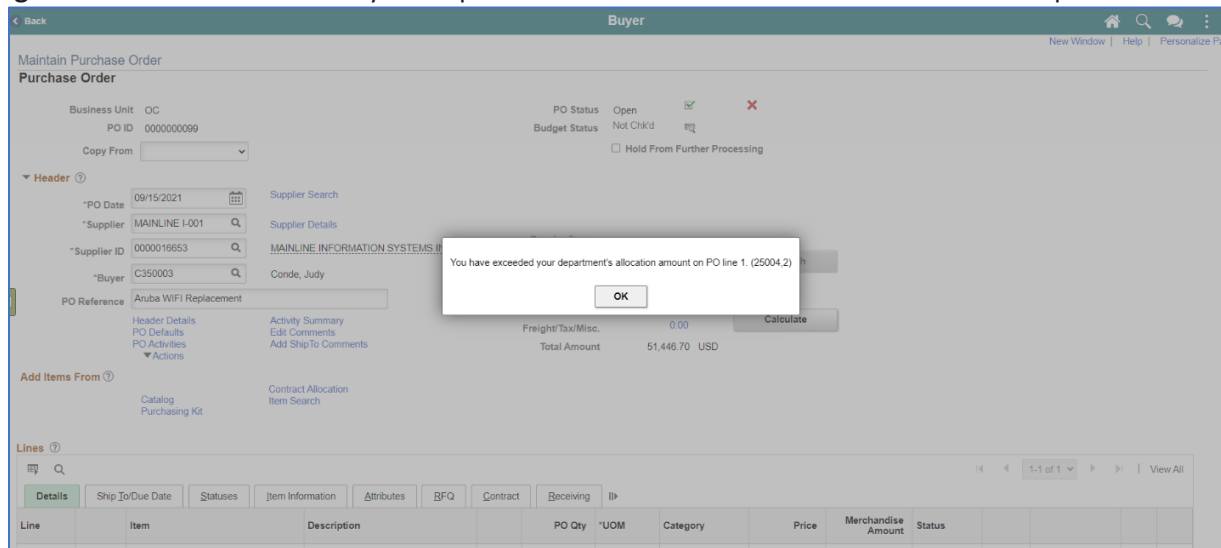 Back
Buyer
New Window | Help | Personalize Pa
Maintain Purchase Order
Purchase Order
Business Unit OC
PO Status Open
PO ID 0000000099
Budget Status Not Chk'd
Copy From
Hold From Further Processing
Header
*PO Date 09/15/2021 Supplier Search
*Supplier MAINLINE I-001 Supplier Details
*Supplier ID 0000016653 MAINLINE INFORMATION SYSTEMS IN
You have exceeded your department's allocation amount on PO line 1. (25004,2)
*Buyer C350003 Conde, Judy
OK
PO Reference Aruba WIFI Replacement
Header Details Activity Summary
Freight/Tax/Misc. 0.00 Calculate
PO Defaults Edit Comments
PO Activities Add ShipTo Comments
Total Amount 51,446.70 USD
Actions
Add Items From
Contract Allocation
Catalog Item Search
Purchasing Kit
Lines
1-1 of 1 | View All
Details Ship To/Due Date Statuses Item Information Attributes RFQ Contract Receiving
Line Item Description PO Qty *UOM Category Price Merchandise Amount Status